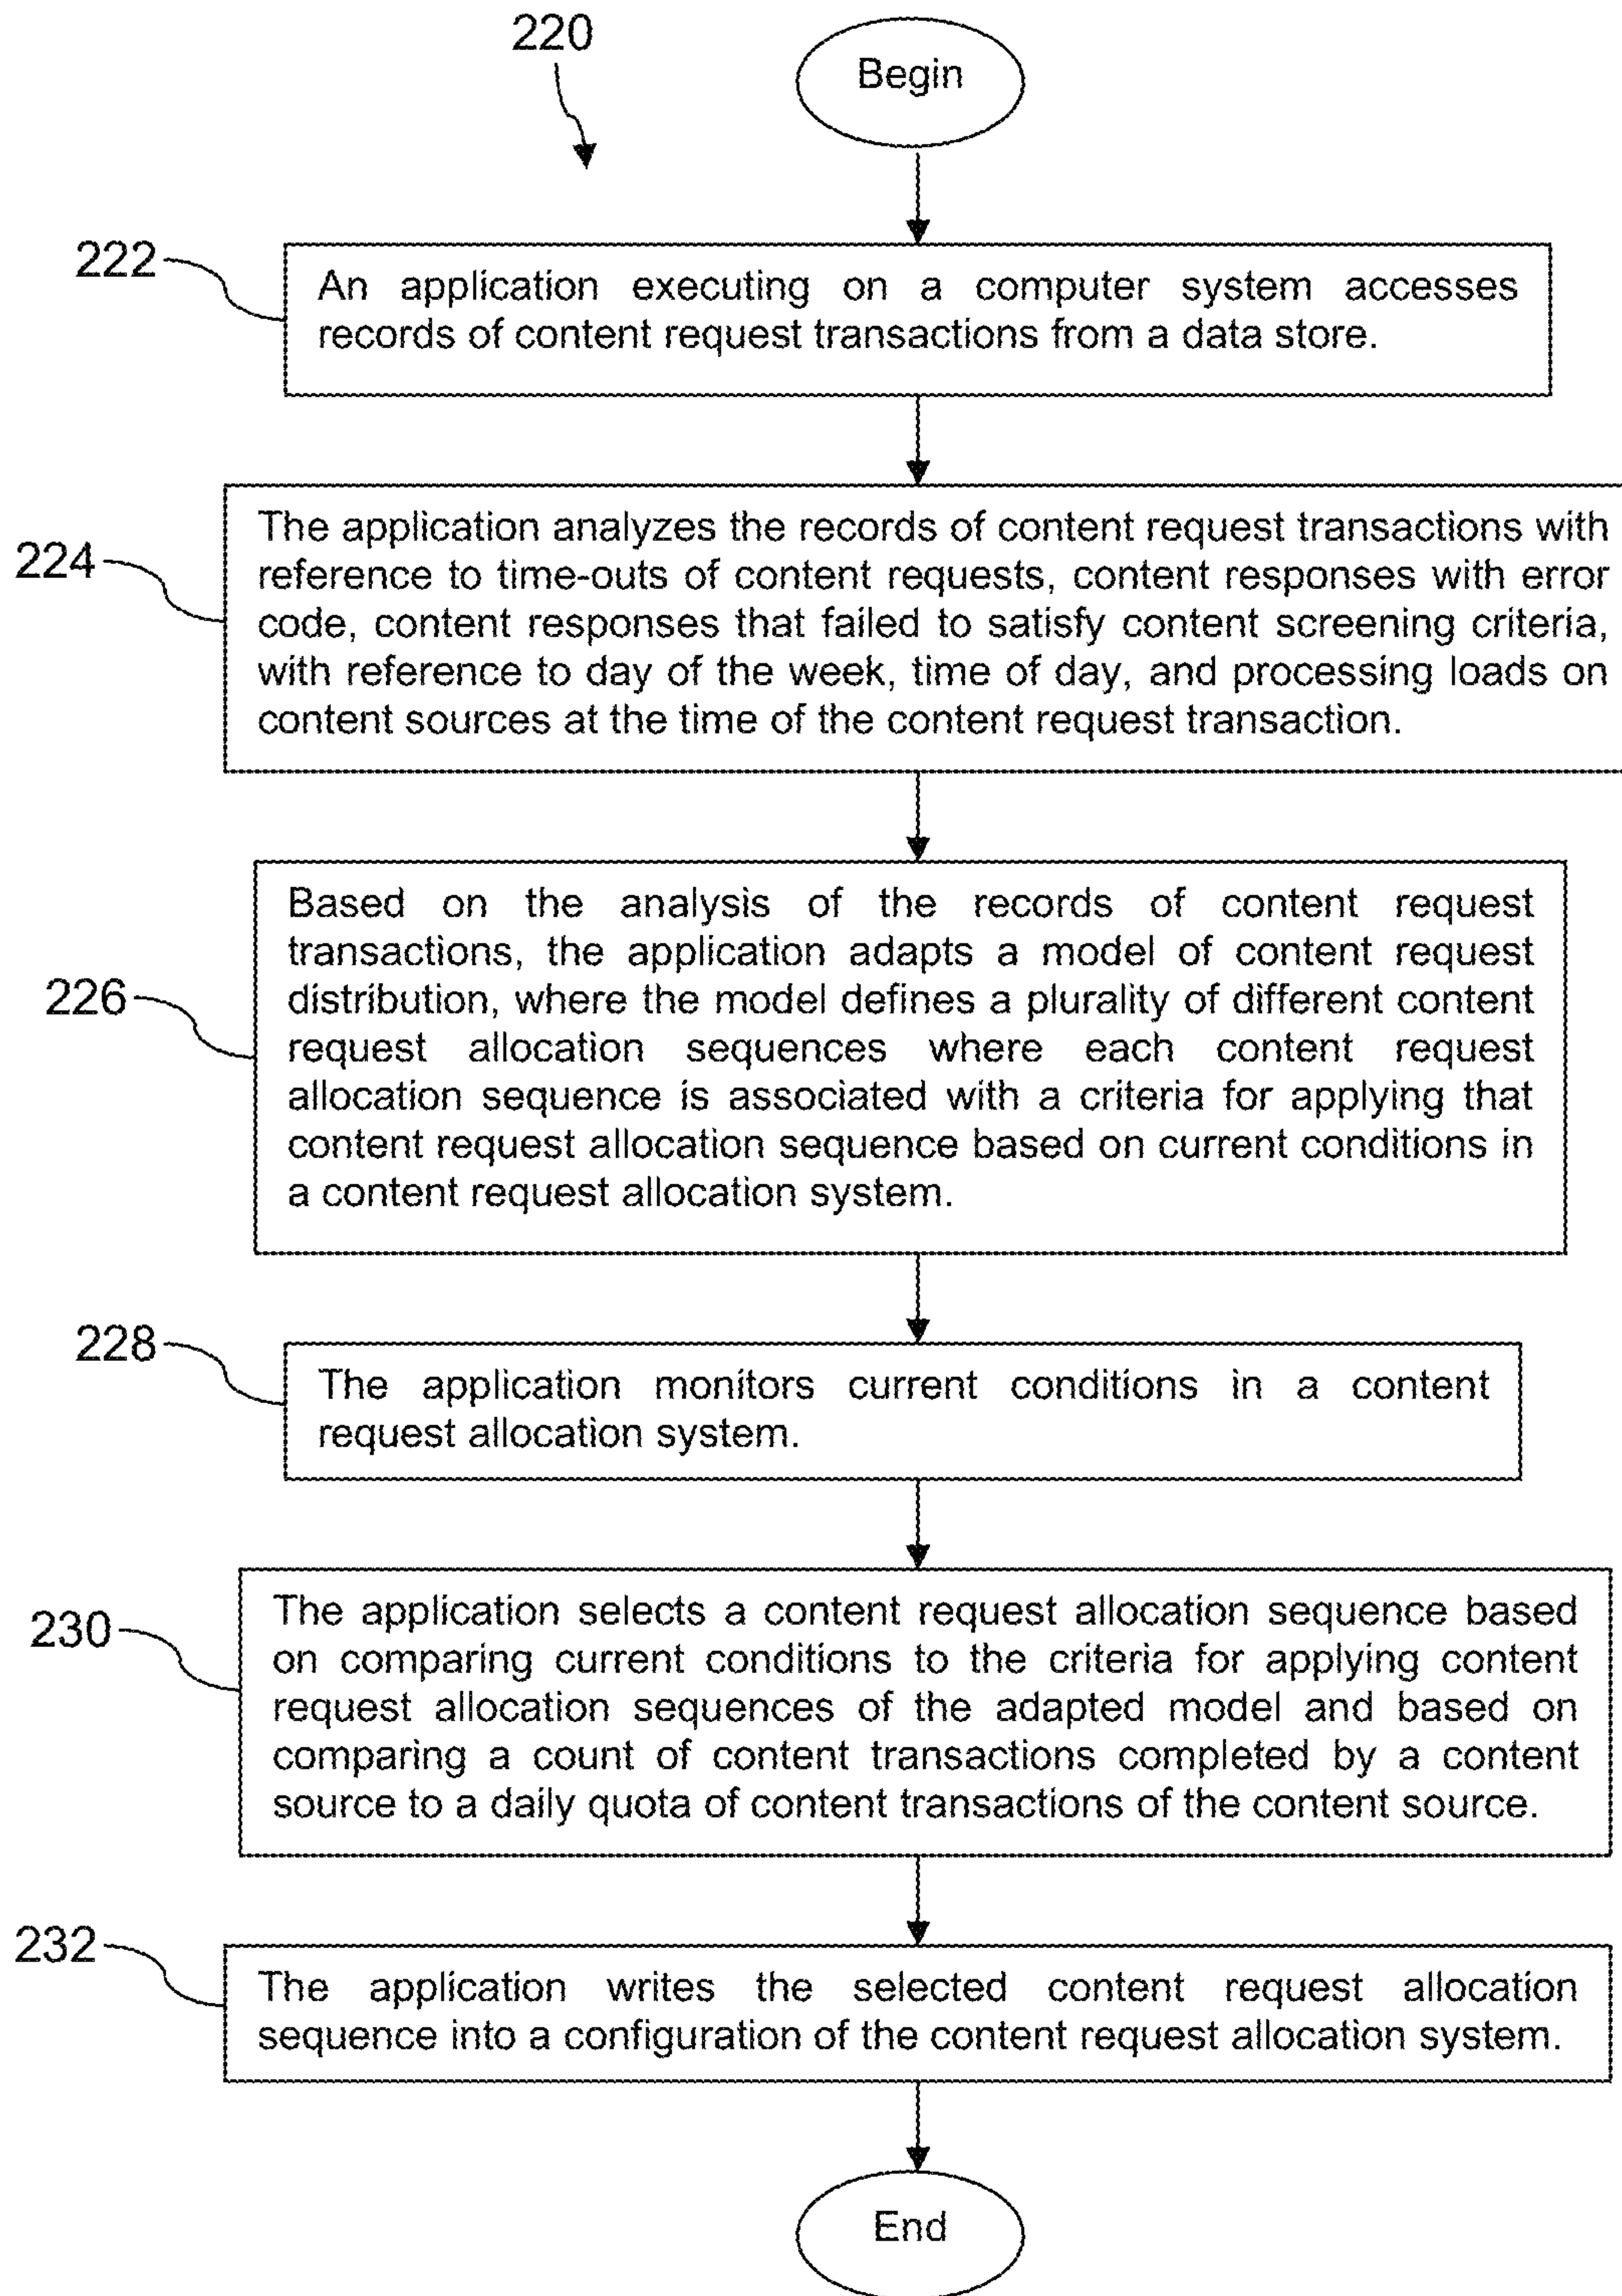 220
Begin
222
An application executing on a computer system accesses
records of content request transactions from a data store.
224
The application analyzes the records of content request transactions with
reference to time-outs of content requests, content responses with error
code, content responses that failed to satisfy content screening criteria,
with reference to day of the week, time of day, and processing loads on
content sources at the time of the content request transaction.
226
Based on the analysis of the records of content request
transactions, the application adapts a model of content request
distribution, where the model defines a plurality of different content
request allocation sequences where each content request
allocation sequence is associated with a criteria for applying that
content request allocation sequence based on current conditions in
a content request allocation system.
228
The application monitors current conditions in a content
request allocation system.
230
The application selects a content request allocation sequence based
on comparing current conditions to the criteria for applying content
request allocation sequences of the adapted model and based on
comparing a count of content transactions completed by a content
source to a daily quota of content transactions of the content source.
232
The application writes the selected content request allocation
sequence into a configuration of the content request allocation system.
End